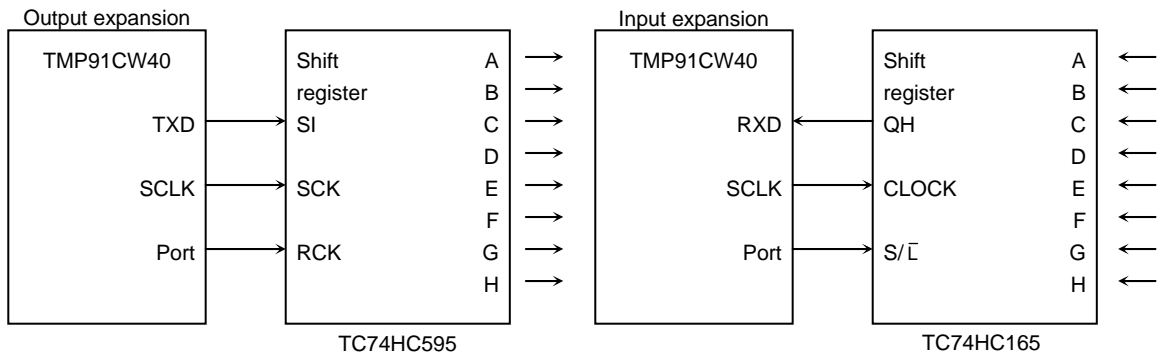 Output expansion
TMP91CW40
TXD
SCLK
Port
Shift
register
SI
SCK
RCK
A
B
C
D
E
F
G
H
TC74HC595
Input expansion
TMP91CW40
RXD
SCLK
Port
Shift
register
QH
CLOCK
S/L̅
A
B
C
D
E
F
G
H
TC74HC165